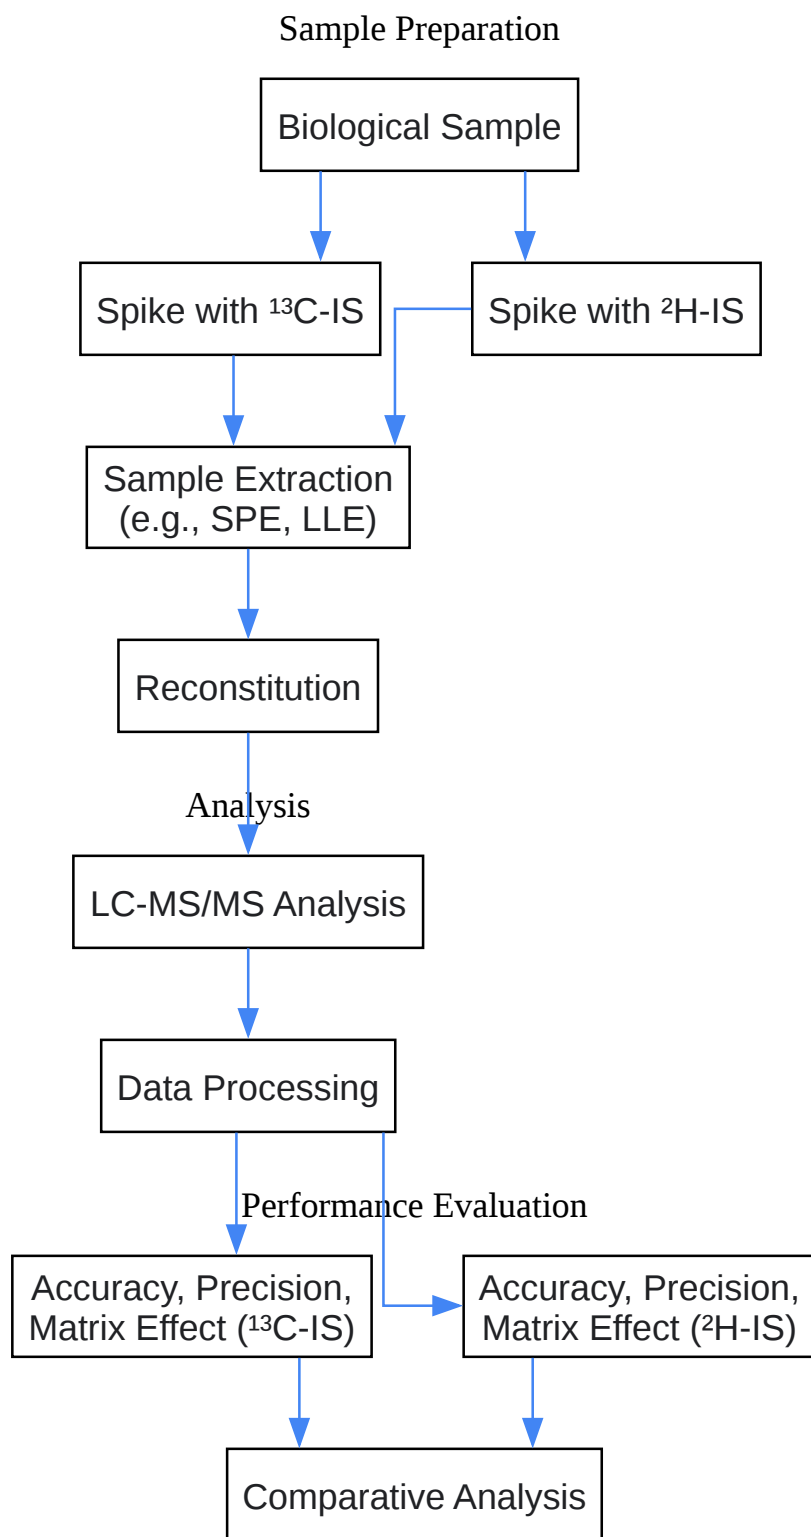 Sample Preparation
Biological Sample
Spike with ¹³C-IS
Spike with ²H-IS
Sample Extraction
(e.g., SPE, LLE)
Reconstitution
Analysis
LC-MS/MS Analysis
Data Processing
Performance Evaluation
Accuracy, Precision,
Matrix Effect (¹³C-IS)
Accuracy, Precision,
Matrix Effect (²H-IS)
Comparative Analysis